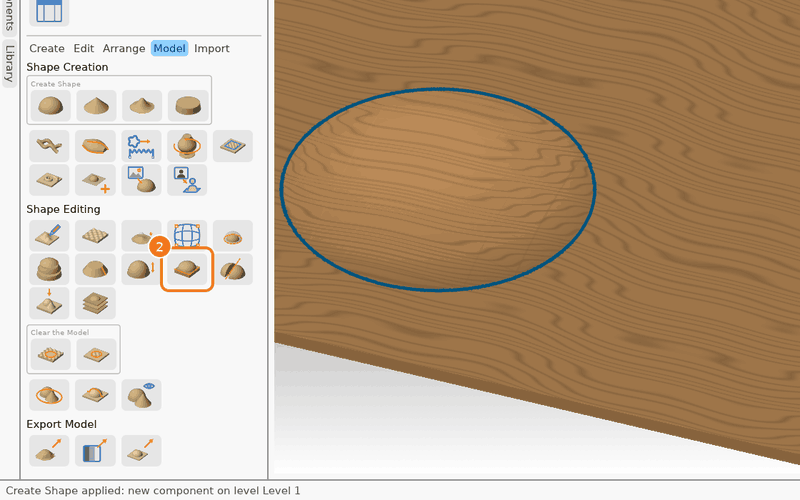 nents
Library
Create Edit Arrange Model Import
Shape Creation
Create Shape
Shape Editing
2
Clear the Model
Export Model
Create Shape applied: new component on level Level 1